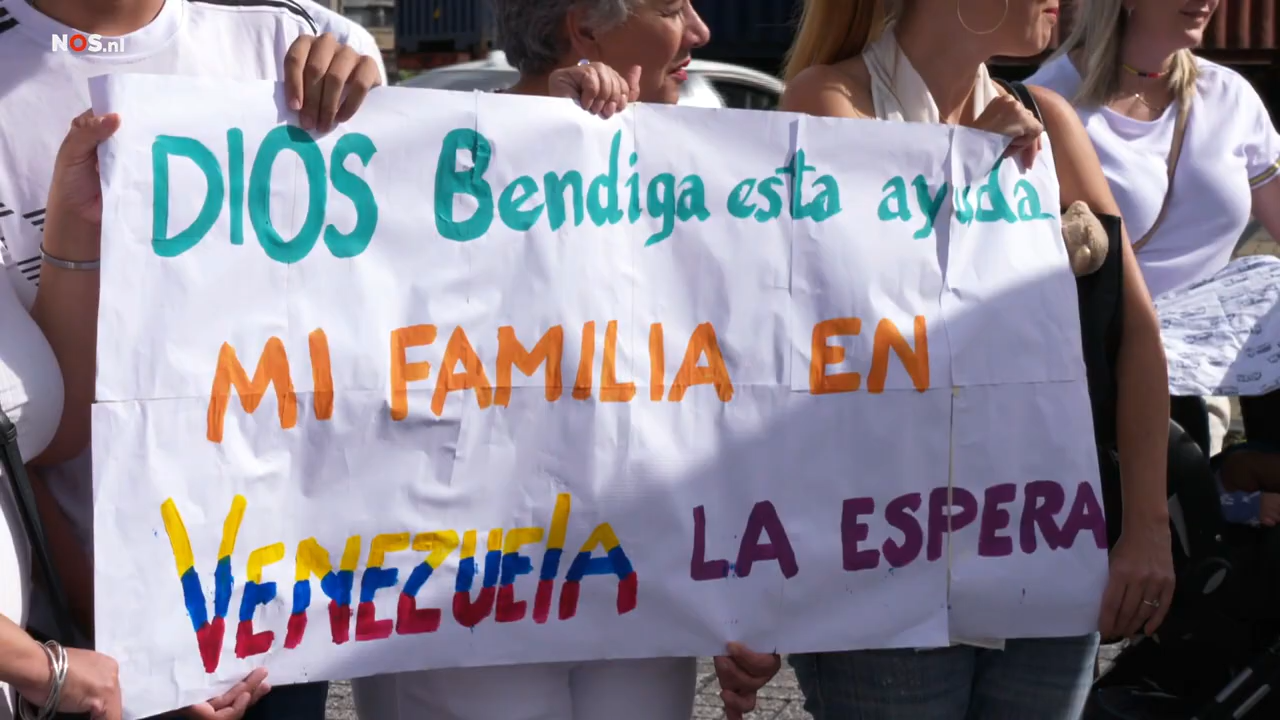 NOS.nl
DIOS Bendiga esta ayuda
MI FAMILIA EN
VENEZUELA LA ESPERA